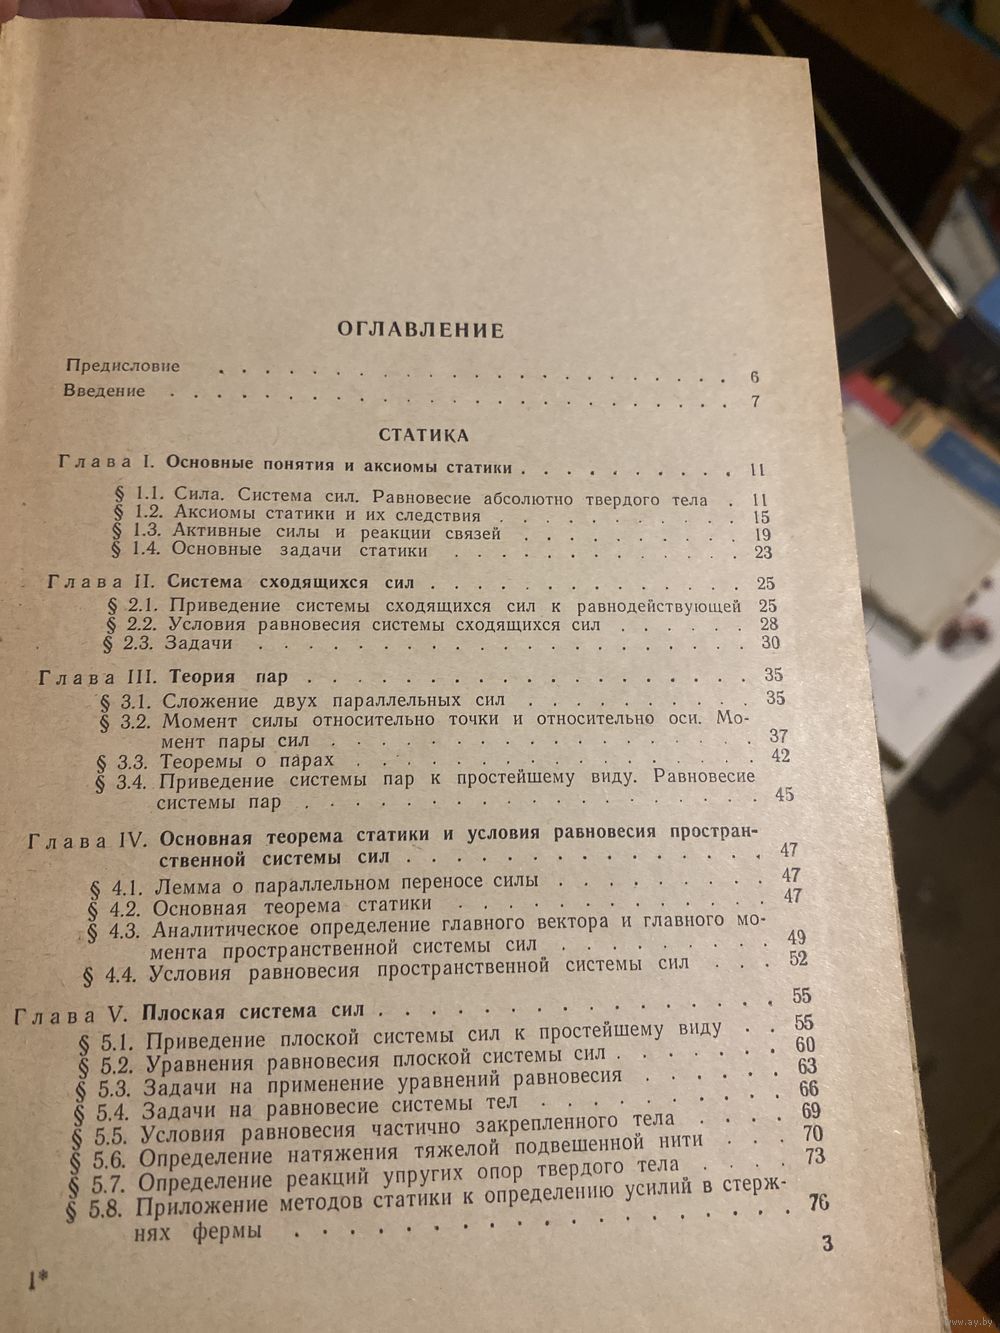 ОГЛАВЛЕНИЕ
Предисловие . . . . . . . . . . . . . . . . . . . . . . . . . 6
Введение . . . . . . . . . . . . . . . . . . . . . . . . . . . 7
СТАТИКА
Глава I. Основные понятия и аксиомы статики . . . . . . . . . . 11
§ 1.1. Сила. Система сил. Равновесие абсолютно твердого тела . 11
§ 1.2. Аксиомы статики и их следствия . . . . . . . . . . . 15
§ 1.3. Активные силы и реакции связей . . . . . . . . . . 19
§ 1.4. Основные задачи статики . . . . . . . . . . . . . 23
Глава II. Система сходящихся сил . . . . . . . . . . . . . . 25
§ 2.1. Приведение системы сходящихся сил к равнодействующей 25
§ 2.2. Условия равновесия системы сходящихся сил . . . . . . 28
§ 2.3. Задачи . . . . . . . . . . . . . . . . . . . . 30
Глава III. Теория пар . . . . . . . . . . . . . . . . . . 35
§ 3.1. Сложение двух параллельных сил . . . . . . . . . . 35
§ 3.2. Момент силы относительно точки и относительно оси. Мо-
мент пары сил . . . . . . . . . . . . . . . . 37
§ 3.3. Теоремы о парах . . . . . . . . . . . . . . . . 42
§ 3.4. Приведение системы пар к простейшему виду. Равновесие
системы пар . . . . . . . . . . . . . . . . . 45
Глава IV. Основная теорема статики и условия равновесия простран-
ственной системы сил . . . . . . . . . . . . . . 47
§ 4.1. Лемма о параллельном переносе силы . . . . . . . . 47
§ 4.2. Основная теорема статики . . . . . . . . . . . . 47
§ 4.3. Аналитическое определение главного вектора и главного мо-
мента пространственной системы сил . . . . . . . . 49
§ 4.4. Условия равновесия пространственной системы сил . . . 52
Глава V. Плоская система сил . . . . . . . . . . . . . . . 55
§ 5.1. Приведение плоской системы сил к простейшему виду . . 55
§ 5.2. Уравнения равновесия плоской системы сил . . . . . . 60
§ 5.3. Задачи на применение уравнений равновесия . . . . . . 63
§ 5.4. Задачи на равновесие системы тел . . . . . . . . . . 66
§ 5.5. Условия равновесия частично закрепленного тела . . . . 69
§ 5.6. Определение натяжения тяжелой подвешенной нити . . . 70
§ 5.7. Определение реакций упругих опор твердого тела . . . . 73
§ 5.8. Приложение методов статики к определению усилий в стерж-
нях фермы . . . . . . . . . . . . . . . . . . . 76
3
1*
www.ay.by